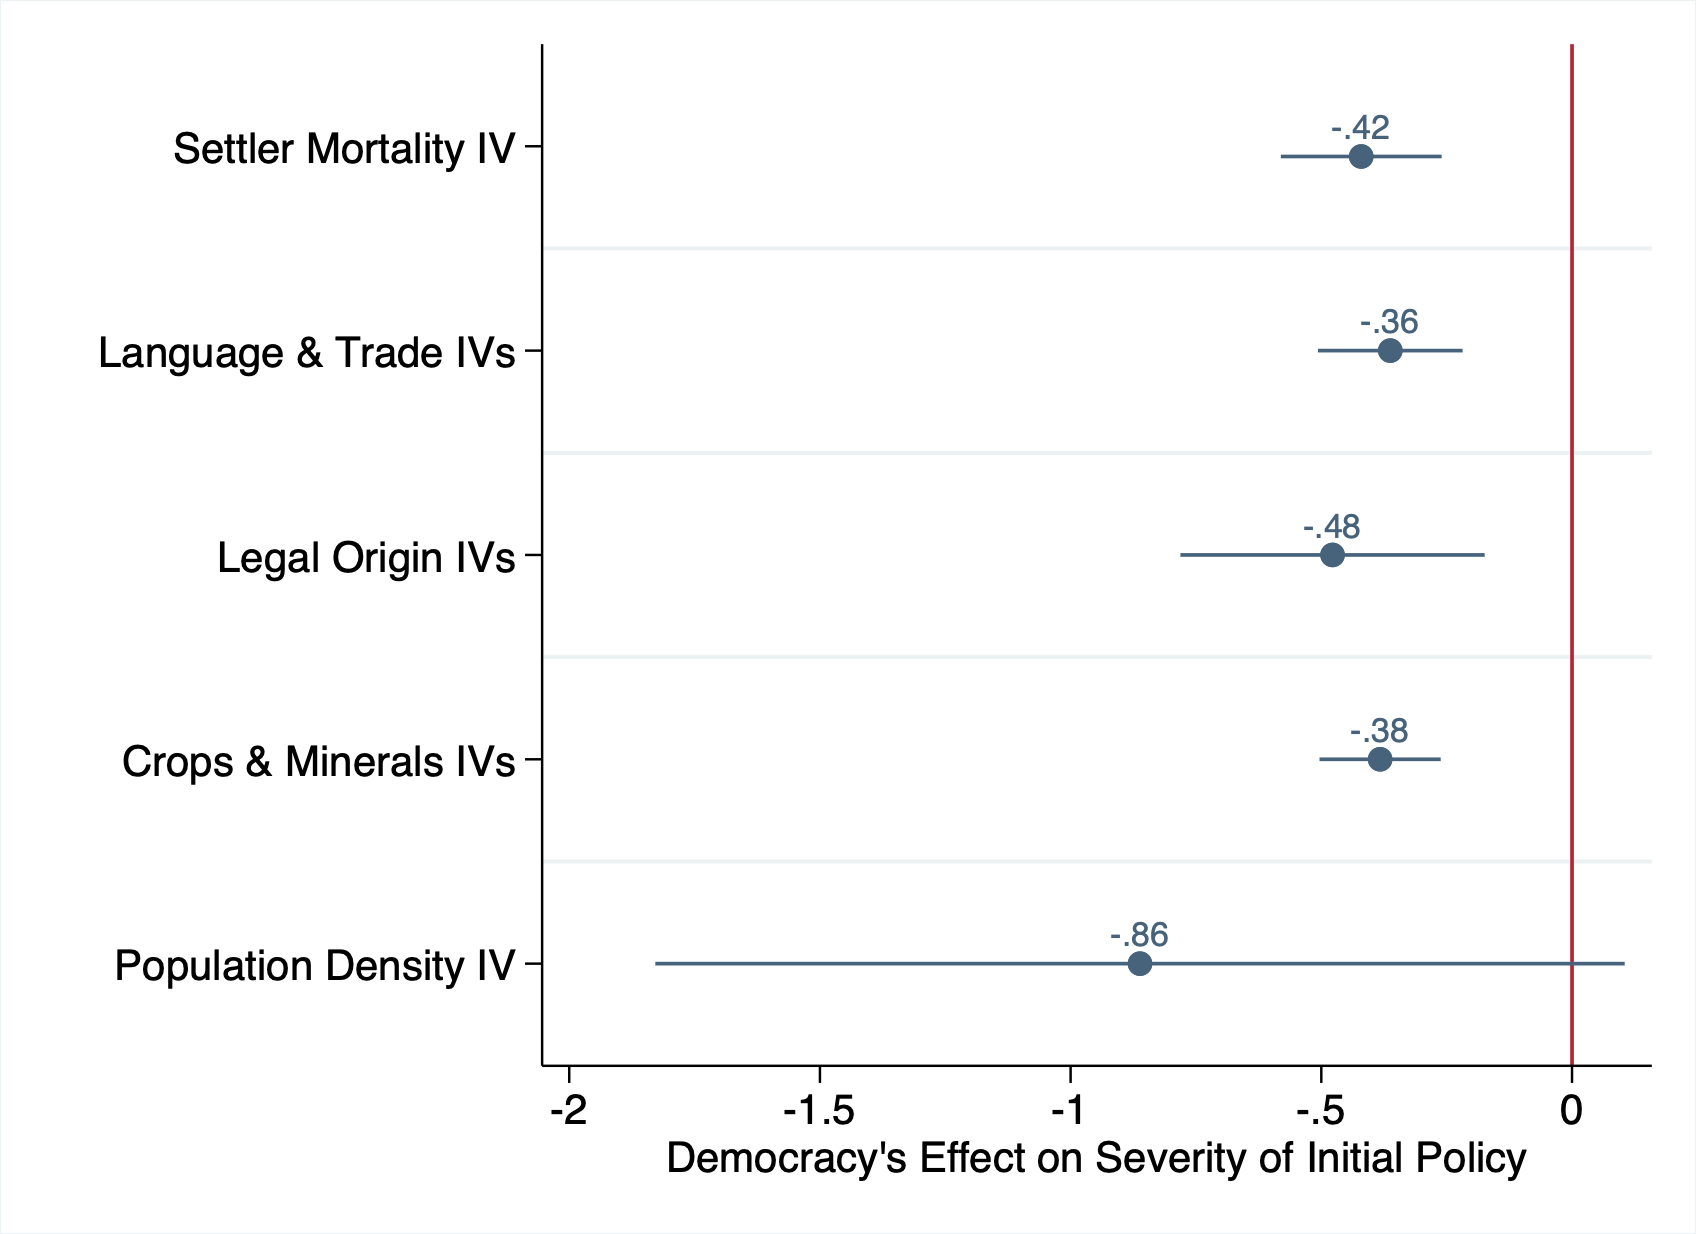 Settler Mortality IV
-.42
Language & Trade IVs
-.36
Legal Origin IVs
-.48
Crops & Minerals IVs
-.38
Population Density IV
-.86
-2 -1.5 -1 -.5 0
Democracy's Effect on Severity of Initial Policy